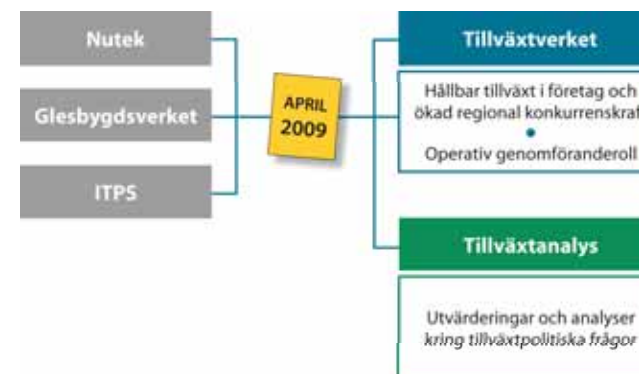 Nutek
Glesbygdsverket
ITPS
APRIL
2009
Tillväxtverket
Hållbar tillväxt i företag och
ökad regional konkurrenskraf
•
Operativ genomföranderoll
Tillväxtanalys
Utvärderingar och analyser
kring tillväxtpolitiska frågor